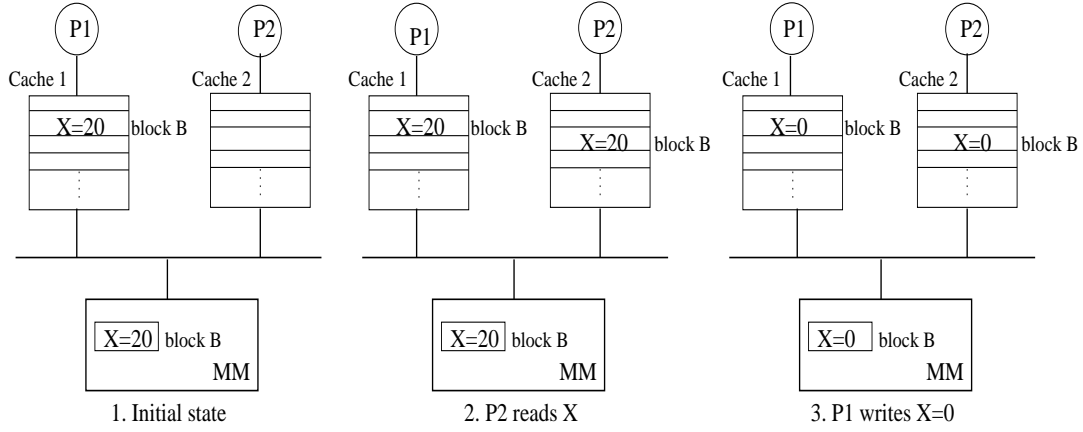 P1
P2
Cache 1
Cache 2
X=20
block B
X=20
block B
MM
1. Initial state
P1
P2
Cache 1
Cache 2
X=20
X=20
block B
X=20
block B
MM
2. P2 reads X
P1
P2
Cache 1
Cache 2
X=0
block B
X=0
block B
X=0
block B
MM
3. P1 writes X=0